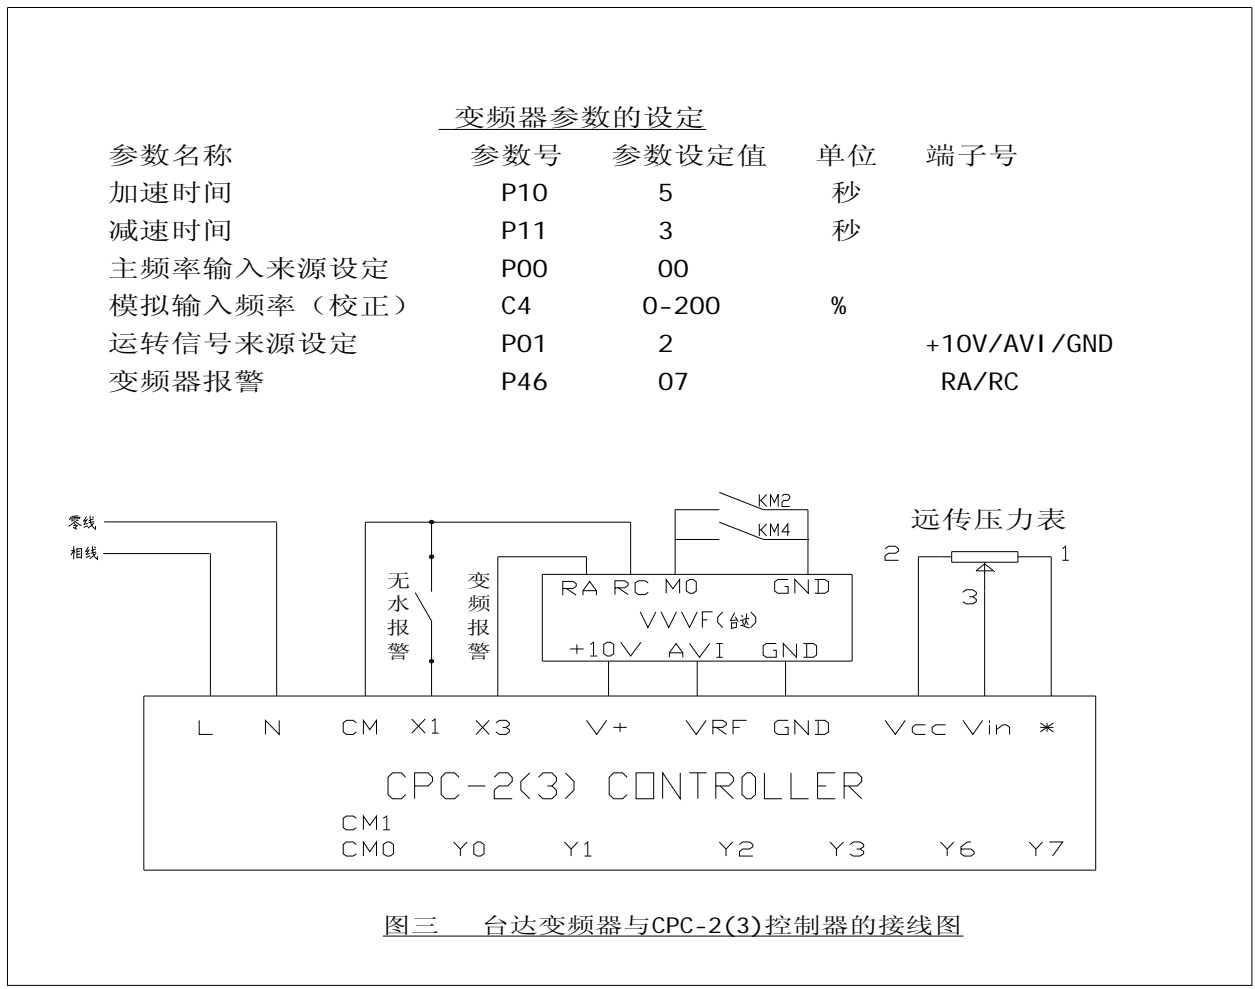 变频器参数的设定
参数名称 参数号 参数设定值 单位 端子号
加速时间 P10 5 秒
减速时间 P11 3 秒
主频率输入来源设定 P00 00
模拟输入频率（校正） C4 0-200 %
运转信号来源设定 P01 2 +10V/AVI/GND
变频器报警 P46 07 RA/RC
零线
相线
无水报警
变频报警
KM2
KM4
RA RC M0 GND
VVVF(台达)
+10V AVI GND
远传压力表
2 1
3
L N CM X1 X3 V+ VRF GND Vcc Vin *
CPC-2(3) CONTROLLER
CM1
CM0 Y0 Y1 Y2 Y3 Y6 Y7
图三 台达变频器与CPC-2(3)控制器的接线图